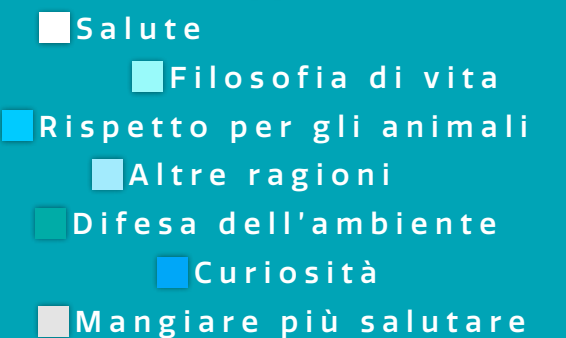 Salute
Filosofia di vita
Rispetto per gli animali
Altre ragioni
Difesa dell'ambiente
Curiosità
Mangiare più salutare